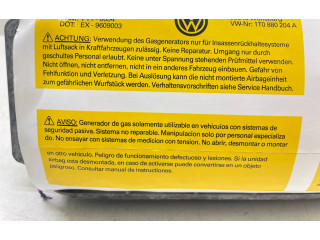 DOT: EX - 9609003
VW-Nr: 1T0 880 204 A
ACHTUNG: Verwendung des Gasgenerators nur für Insassenrückhaltesysteme
mit Luftsack in Kraftfahrzeugen zulässig. Keine Reparatur. Umgang nur durch
geschultes Personal erlaubt. Keine unter Spannung stehenden Prüfmittel verwenden.
Nicht öffnen, nicht zerlegen, nicht in ein anderes Fahrzeug einbauen. Gefahr von
Fehlfunktion und Verletzung. Bei Auslösung kann die nicht montierte Airbageinheit
zum gefährlichen Wurfstück werden. Verhaltensvorschriften siehe Service Handbuch.
AVISO: Generador de gas solamente utilizable en vehículos con sistemas de
seguridad pasiva. Sistema no reparable. Manipulacion solo por personal especializa
do. No ensayar con sistemas de medicion con tension. No abrir, desmontar o montar
en otro vehículo. Peligro de funcionamiento defectuoso y lesiones. Si la unidad
airbag esta desmontado, en caso de activarse puede convertirse en un objeto
peligroso. Consultar manual de instrucciones.